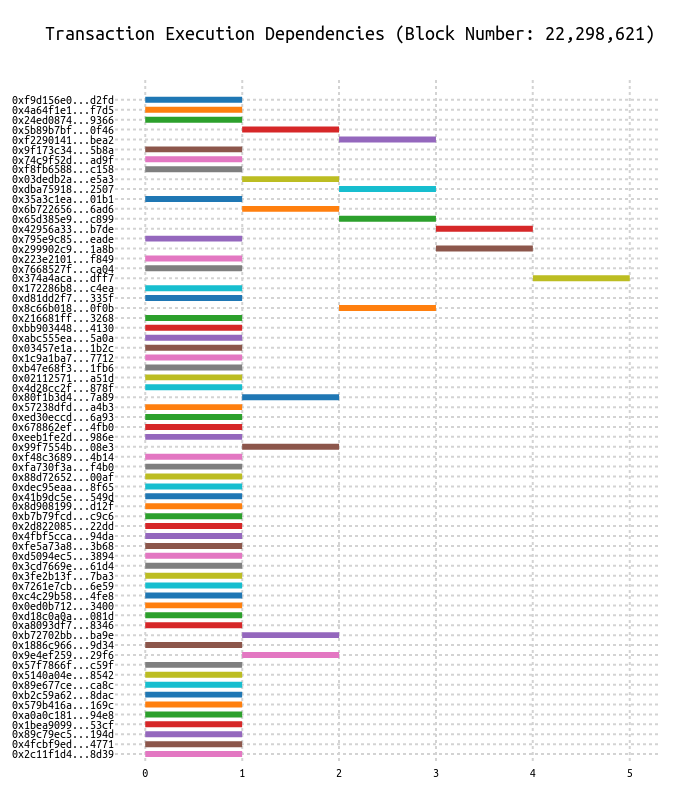 Transaction Execution Dependencies (Block Number: 22,298,621)
0xf9d156e0...d2fd
0x4a64f1e1...f7d5
0x24ed0874...9366
0x5b89b7bf...0f46
0xf2290141...bea2
0x9f173c34...5b8a
0x74c9f52d...ad9f
0xf8fb6588...c158
0x03dedb2a...e5a3
0xdba75918...2507
0x35a3c1ea...01b1
0x6b722656...6ad6
0x65d385e9...c899
0x42956a33...b7de
0x795e9c85...eade
0x299902c9...1a8b
0x223e2101...f849
0x7668527f...ca04
0x374a4aca...dff7
0x172286b8...c4ea
0xd81dd2f7...335f
0x8c66b018...0f0b
0x216681ff...3268
0xbb903448...4130
0xabc555ea...5a0a
0x03457e1a...1b2c
0x1c9a1ba7...7712
0xb47e68f3...1fb6
0x02112571...a51d
0x4d28cc2f...878f
0x80f1b3d4...7a89
0x57238dfd...a4b3
0xed30eccd...6a93
0x678862ef...4fb0
0xeeb1fe2d...986e
0x99f7554b...08e3
0xf48c3689...4b14
0xfa730f3a...f4b0
0x88d72652...00af
0xdec95eaa...8f65
0x41b9dc5e...549d
0x8d908199...d12f
0xb7b79fcd...c9c6
0x2d822085...22dd
0x4fbf5cca...94da
0xfe5a73a8...3b68
0xd5094ec5...3894
0x3cd7669e...61d4
0x3fe2b13f...7ba3
0x7261e7cb...6e59
0xc4c29b58...4fe8
0x0ed0b712...3400
0xd18c0a0a...081d
0xa8093df7...8346
0xb72702bb...ba9e
0x1886c966...9d34
0x9e4ef259...29f6
0x57f7866f...c59f
0x5140a04e...8542
0x89e677ce...ca8c
0xb2c59a62...8dac
0x579b416a...169c
0xa0a0c181...94e8
0x1bea9099...53cf
0x89c79ec5...194d
0x4fcbf9ed...4771
0x2c11f1d4...8d39
0 1 2 3 4 5